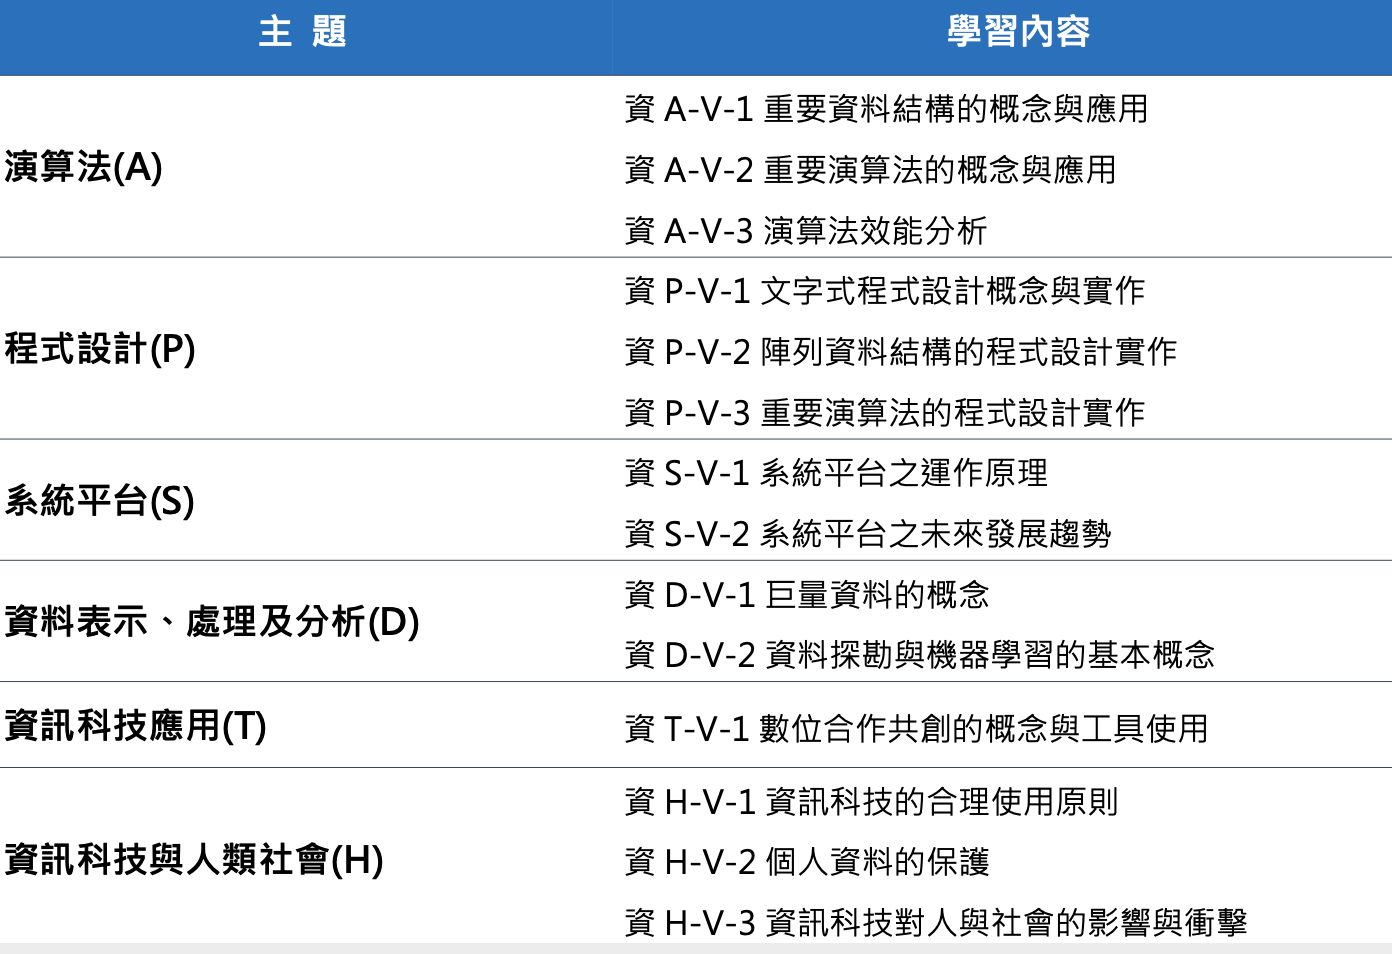 主 題 學習內容
演算法(A)
資 A-V-1 重要資料結構的概念與應用
資 A-V-2 重要演算法的概念與應用
資 A-V-3 演算法效能分析
程式設計(P)
資 P-V-1 文字式程式設計概念與實作
資 P-V-2 陣列資料結構的程式設計實作
資 P-V-3 重要演算法的程式設計實作
系統平台(S)
資 S-V-1 系統平台之運作原理
資 S-V-2 系統平台之未來發展趨勢
資料表示、處理及分析(D)
資 D-V-1 巨量資料的概念
資 D-V-2 資料探勘與機器學習的基本概念
資訊科技應用(T)
資 T-V-1 數位合作共創的概念與工具使用
資訊科技與人類社會(H)
資 H-V-1 資訊科技的合理使用原則
資 H-V-2 個人資料的保護
資 H-V-3 資訊科技對人與社會的影響與衝擊